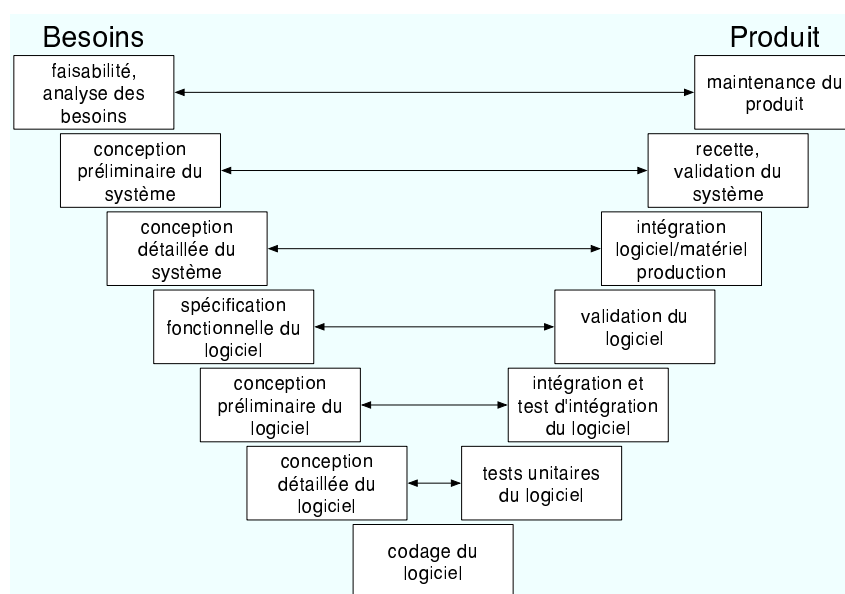 Besoins
Produit
faisabilité,
analyse des
besoins
maintenance du
produit
conception
préliminaire du
système
recette,
validation du
système
conception
détaillée du
système
intégration
logiciel/matériel
production
spécification
fonctionnelle du
logiciel
validation du
logiciel
conception
préliminaire du
logiciel
intégration et
test d'intégration
du logiciel
conception
détaillée du
logiciel
tests unitaires
du logiciel
codage du
logiciel